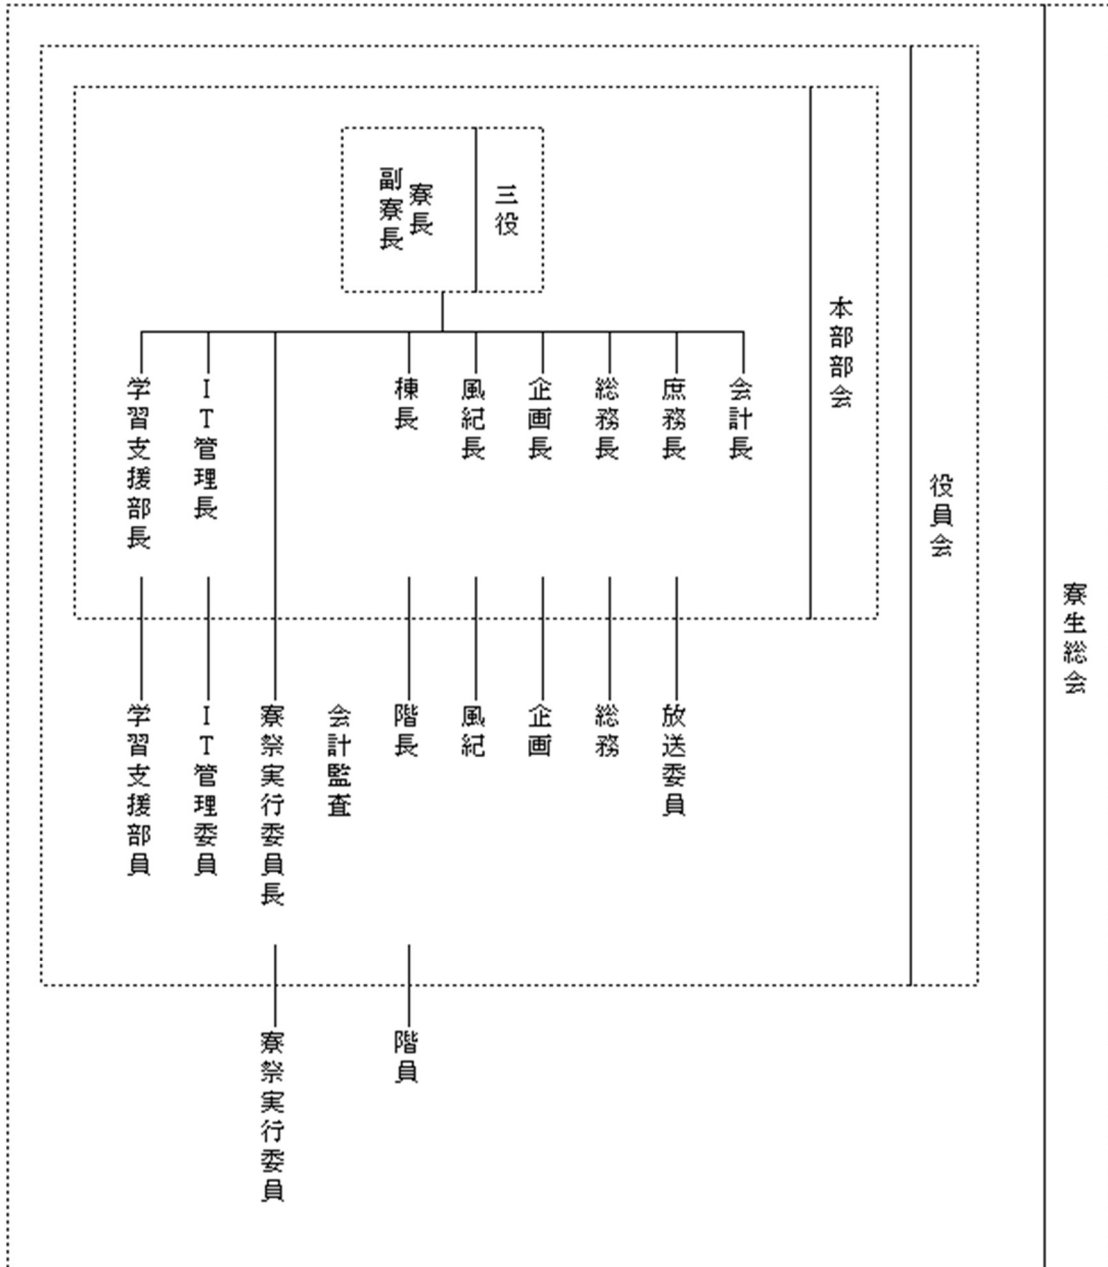 寮生総会
役員会
本部部会
三役
寮長
副寮長
会計長
庶務長
総務長
企画長
風紀長
棟長
IT管理長
学習支援部長
放送委員
総務
企画
風紀
階長
会計監査
寮祭実行委員長
IT管理委員
学習支援部員
階員
寮祭実行委員